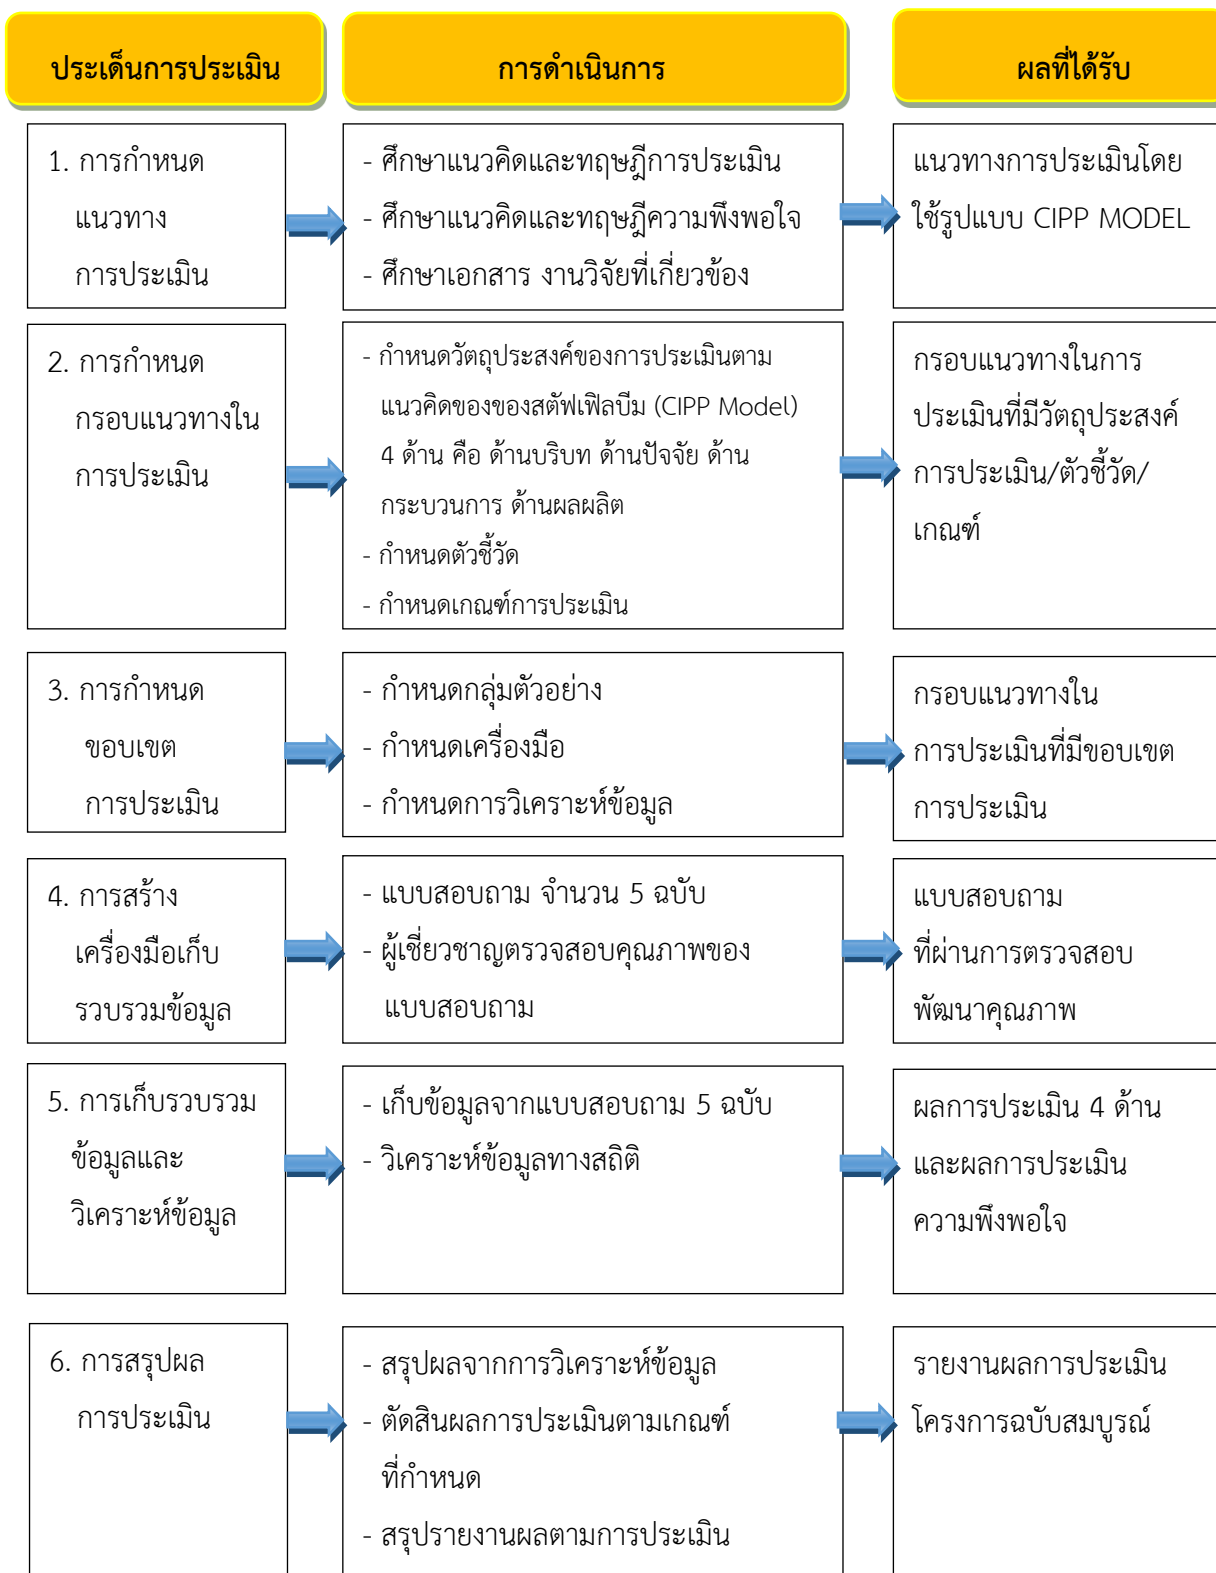 ประเด็นการประเมิน
การดำเนินการ
ผลที่ได้รับ
1. การกำหนด
แนวทาง
การประเมิน
- ศึกษาแนวคิดและทฤษฎีการประเมิน
- ศึกษาแนวคิดและทฤษฎีความพึงพอใจ
- ศึกษาเอกสาร งานวิจัยที่เกี่ยวข้อง
แนวทางการประเมินโดย
ใช้รูปแบบ CIPP MODEL
2. การกำหนด
กรอบแนวทางใน
การประเมิน
- กำหนดวัตถุประสงค์ของการประเมินตาม
แนวคิดของของสตัฟเฟิลบีม (CIPP Model)
4 ด้าน คือ ด้านบริบท ด้านปัจจัย ด้าน
กระบวนการ ด้านผลผลิต
- กำหนดตัวชี้วัด
- กำหนดเกณฑ์การประเมิน
กรอบแนวทางในการ
ประเมินที่มีวัตถุประสงค์
การประเมิน/ตัวชี้วัด/
เกณฑ์
3. การกำหนด
ขอบเขต
การประเมิน
- กำหนดกลุ่มตัวอย่าง
- กำหนดเครื่องมือ
- กำหนดการวิเคราะห์ข้อมูล
กรอบแนวทางใน
การประเมินที่มีขอบเขต
การประเมิน
4. การสร้าง
เครื่องมือเก็บ
รวบรวมข้อมูล
- แบบสอบถาม จำนวน 5 ฉบับ
- ผู้เชี่ยวชาญตรวจสอบคุณภาพของ
แบบสอบถาม
แบบสอบถาม
ที่ผ่านการตรวจสอบ
พัฒนาคุณภาพ
5. การเก็บรวบรวม
ข้อมูลและ
วิเคราะห์ข้อมูล
- เก็บข้อมูลจากแบบสอบถาม 5 ฉบับ
- วิเคราะห์ข้อมูลทางสถิติ
ผลการประเมิน 4 ด้าน
และผลการประเมิน
ความพึงพอใจ
6. การสรุปผล
การประเมิน
- สรุปผลจากการวิเคราะห์ข้อมูล
- ตัดสินผลการประเมินตามเกณฑ์
ที่กำหนด
- สรุปรายงานผลตามการประเมิน
รายงานผลการประเมิน
โครงการฉบับสมบูรณ์